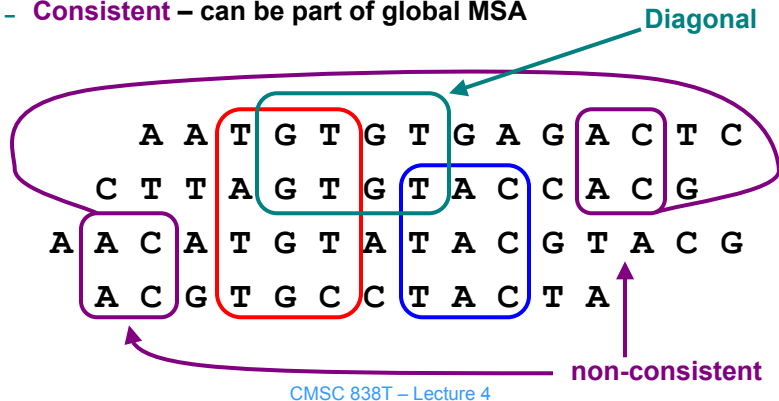 – Consistent – can be part of global MSA
Diagonal
A A T G T G T G A G A C T C
C T T A G T G T A C C A C G
A A C A T G T A T A C G T A C G
A C G T G C C T A C T A
non-consistent
CMSC 838T – Lecture 4